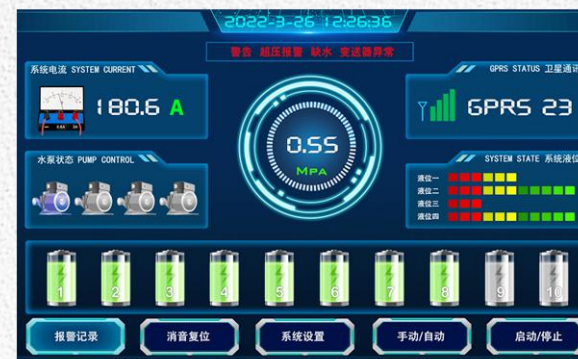 2022-3-26 12:26:36
警告 超压报警 缺水 变送器异常
系统电流 SYSTEM CURRENT
180.6 A
GPRS STATUS 卫星通讯
GPRS 23
0.55
MPA
水泵状态 PUMP CONTROL
SYSTEM STATE 系统液位
液位一
液位二
液位三
液位四
1 2 3 4 5 6 7 8 9 10
报警记录 消音复位 系统设置 手动/自动 启动/停止